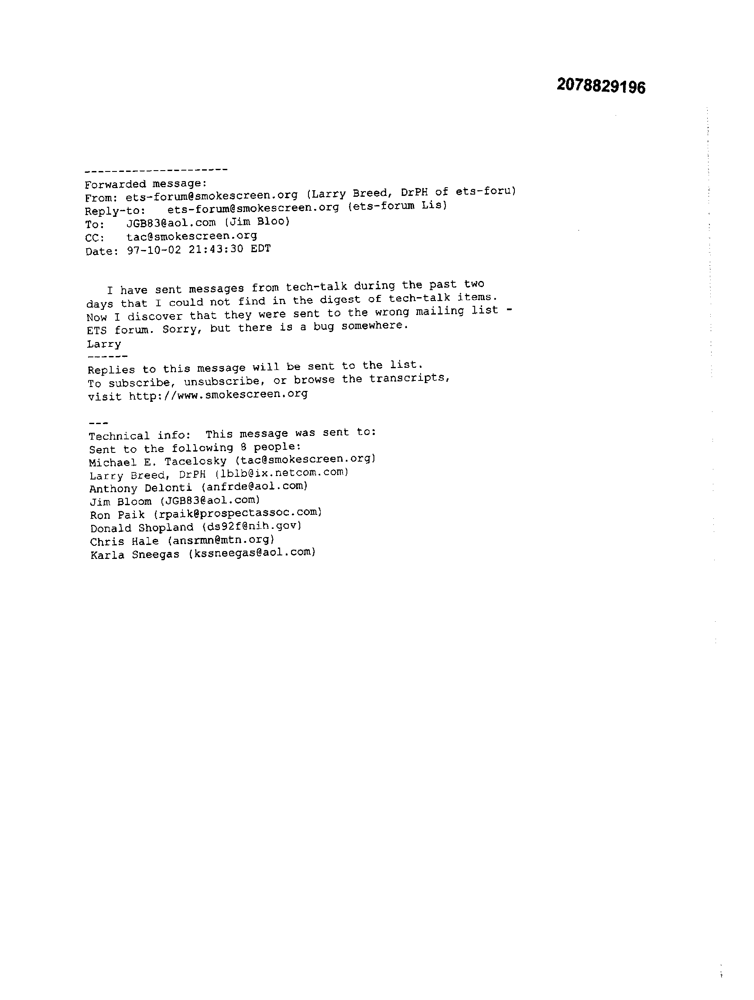 2078829196
---------------------
Forwarded message:
From: ets-forum@smokescreen.org (Larry Breed, DrPH of ets-foru)
Reply-to:   ets-forum@smokescreen.org (ets-forum Lis)
To:   JGB83@aol.com (Jim Bloo)
CC:   tac@smokescreen.org
Date: 97-10-02 21:43:30 EDT
I have sent messages from tech-talk during the past two
days that I could not find in the digest of tech-talk items.
Now I discover that they were sent to the wrong mailing list -
ETS forum. Sorry, but there is a bug somewhere.
Larry
------
Replies to this message will be sent to the list.
To subscribe, unsubscribe, or browse the transcripts,
visit http://www.smokescreen.org
---
Technical info:  This message was sent to:
Sent to the following 8 people:
Michael E. Tacelosky (tac@smokescreen.org)
Larry Breed, DrPH (lblb@ix.netcom.com)
Anthony Delonti (anfrde@aol.com)
Jim Bloom (JGB83@aol.com)
Ron Paik (rpaik@prospectassoc.com)
Donald Shopland (ds92f@nih.gov)
Chris Hale (ansrmn@mtn.org)
Karla Sneegas (kssneegas@aol.com)